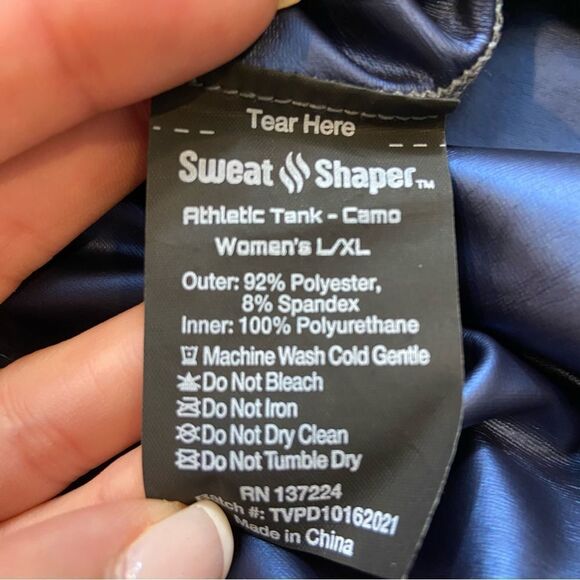 Tear Here
Sweat Shaper™
Athletic Tank - Camo
Women's L/XL
Outer: 92% Polyester,
8% Spandex
Inner: 100% Polyurethane
Machine Wash Cold Gentle
Do Not Bleach
Do Not Iron
Do Not Dry Clean
Do Not Tumble Dry
RN 137224
Batch #: TVPD10162021
Made in China